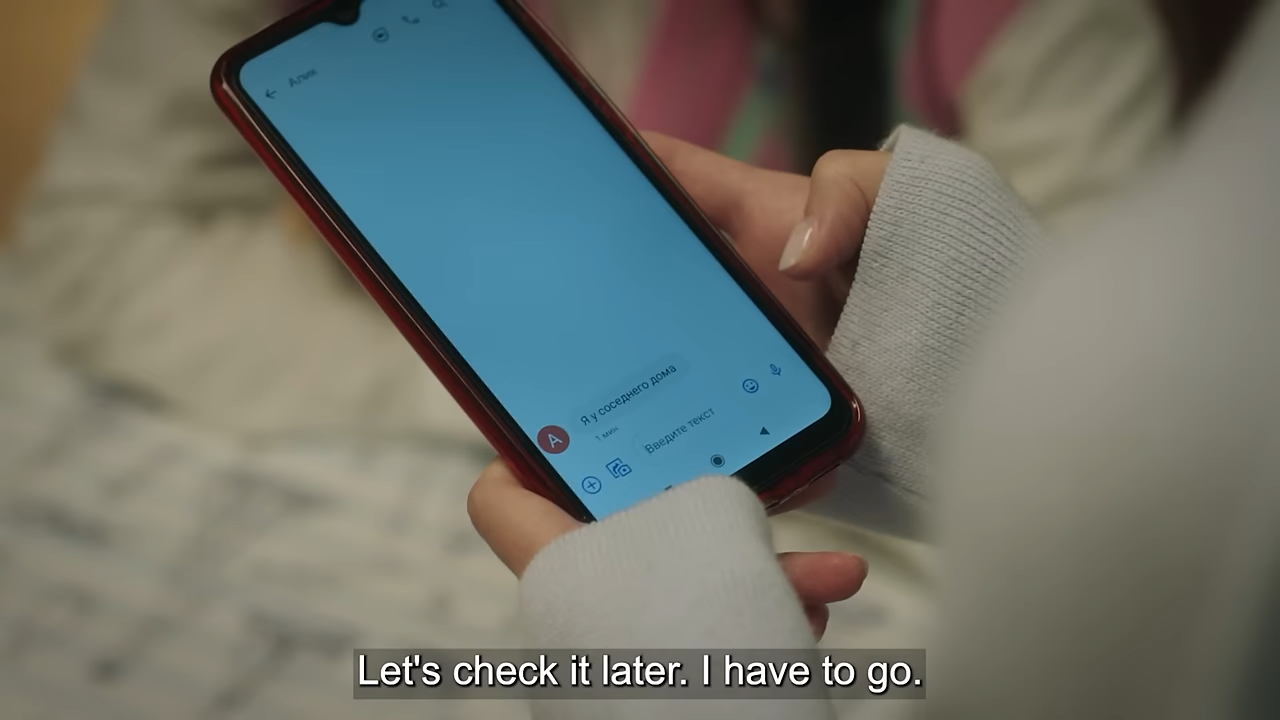 Алик
Я у соседнего дома
1 мин
А
Введите текст
Let's check it later. I have to go.